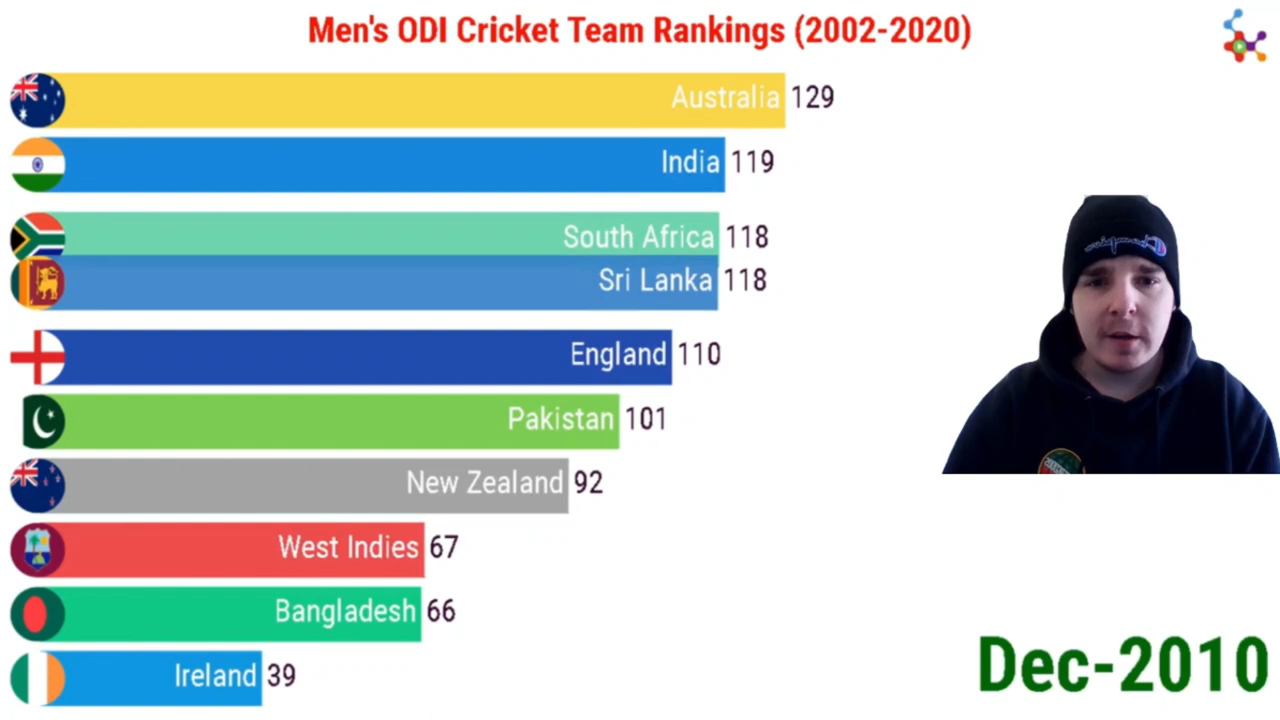 Men's ODI Cricket Team Rankings (2002-2020)
Australia 129
India 119
South Africa 118
Sri Lanka 118
England 110
Pakistan 101
New Zealand 92
West Indies 67
Bangladesh 66
Ireland 39
Champion
Dec-2010